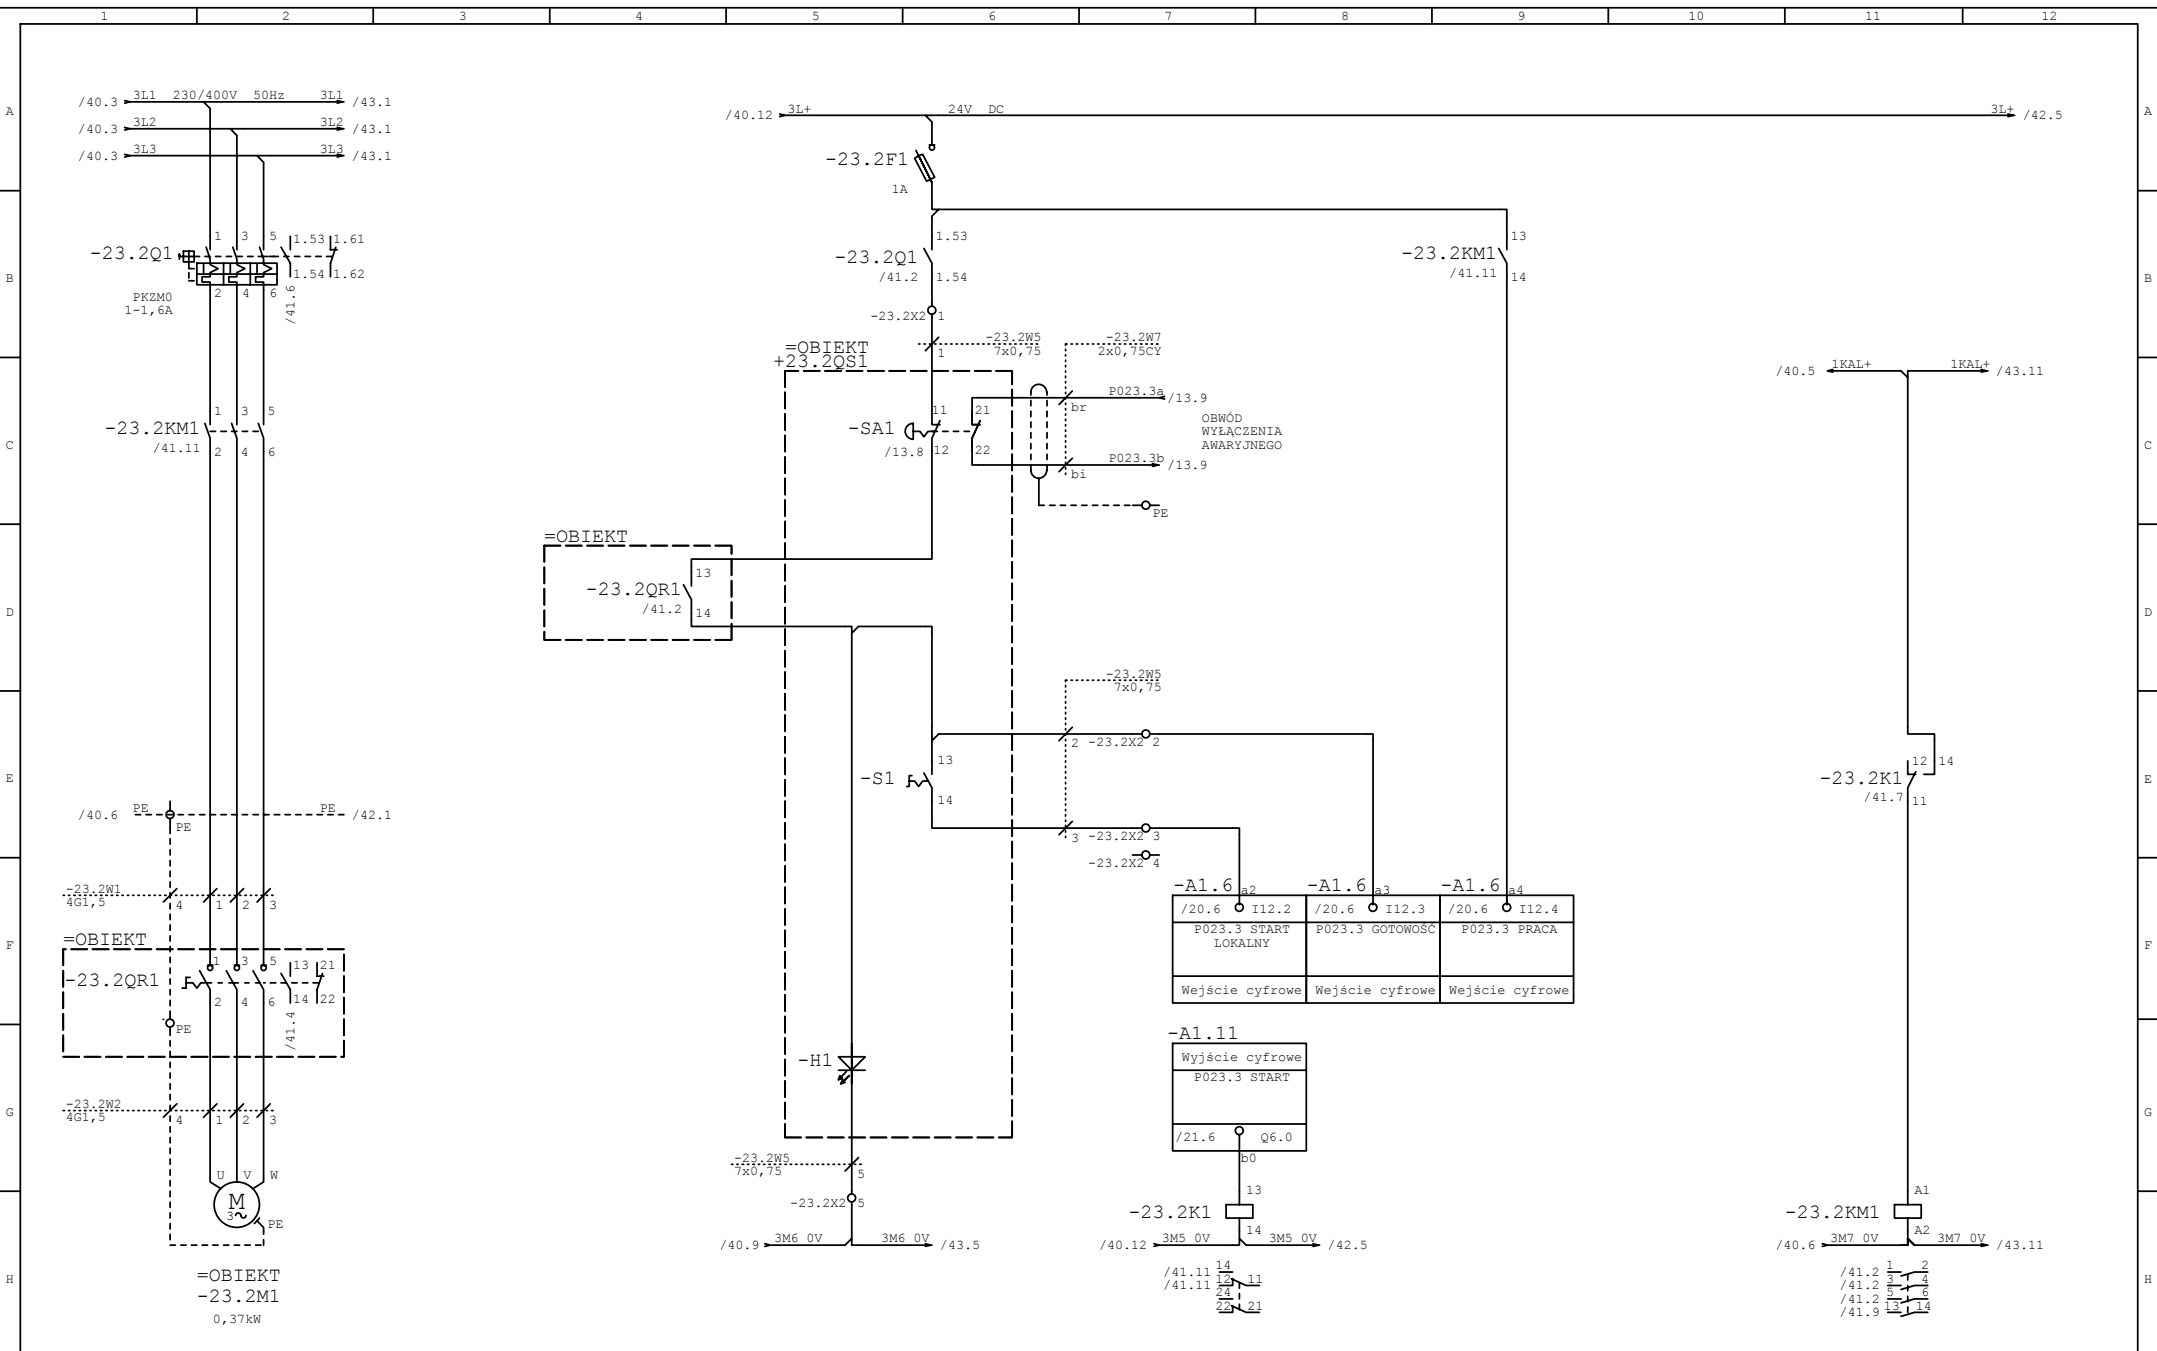 1 2 3 4 5 6 7 8 9 10 11 12
A A
B B
C C
D D
E E
F F
G G
H H
/40.3 3L1 230/400V 50Hz 3L1 /43.1
/40.3 3L2 3L2 /43.1
/40.3 3L3 3L3 /43.1
-23.2Q1
1 3 5 1.53 1.61
2 4 6 1.54 1.62
PKZM0
1-1,6A
/41.6
-23.2KM1
/41.11
1 3 5
2 4 6
/40.6 PE PE /42.1
PE
-23.2W1
4G1,5
4 1 2 3
=OBIEKT
-23.2QR1
1 3 5 13 21
2 4 6 14 22
PE
/41.4
-23.2W2
4G1,5
4 1 2 3
U V W
M
3
PE
=OBIEKT
-23.2M1
0,37kW
/40.12 3L+ 24V DC 3L+ /42.5
-23.2F1
1A
-23.2Q1
/41.2
1.53
1.54
-23.2X2 1
-23.2W5
7x0,75
1
=OBIEKT
+23.2QS1
-SA1
/13.8
11 21
12 22
-23.2W7
2x0,75CY
P023.3a /13.9
br
OBWÓD
WYŁĄCZENIA
AWARYJNEGO
P023.3b /13.9
bi
PE
=OBIEKT
-23.2QR1
/41.2
13
14
-23.2W5
7x0,75
2 -23.2X2 2
-S1
13
14
3 -23.2X2 3
-23.2X2 4
-H1
-23.2W5
7x0,75
5
-23.2X2 5
/40.9 3M6 0V 3M6 0V /43.5
-23.2KM1
/41.11
13
14
-A1.6 a2 -A1.6 a3 -A1.6 a4
/20.6 I12.2 /20.6 I12.3 /20.6 I12.4
P023.3 START
LOKALNY
P023.3 GOTOWOŚĆ
P023.3 PRACA
Wejście cyfrowe Wejście cyfrowe Wejście cyfrowe
-A1.11
Wyjście cyfrowe
P023.3 START
/21.6 Q6.0
b0
-23.2K1
13
14
/40.12 3M5 0V 3M5 0V /42.5
/41.11 14
/41.11 12 11
24
22 21
/40.5 1KAL+ 1KAL+ /43.11
-23.2K1
/41.7
12 14
11
-23.2KM1
A1
A2
/40.6 3M7 0V 3M7 0V /43.11
/41.2 1 2
/41.2 3 4
/41.2 5 6
/41.9 13 14